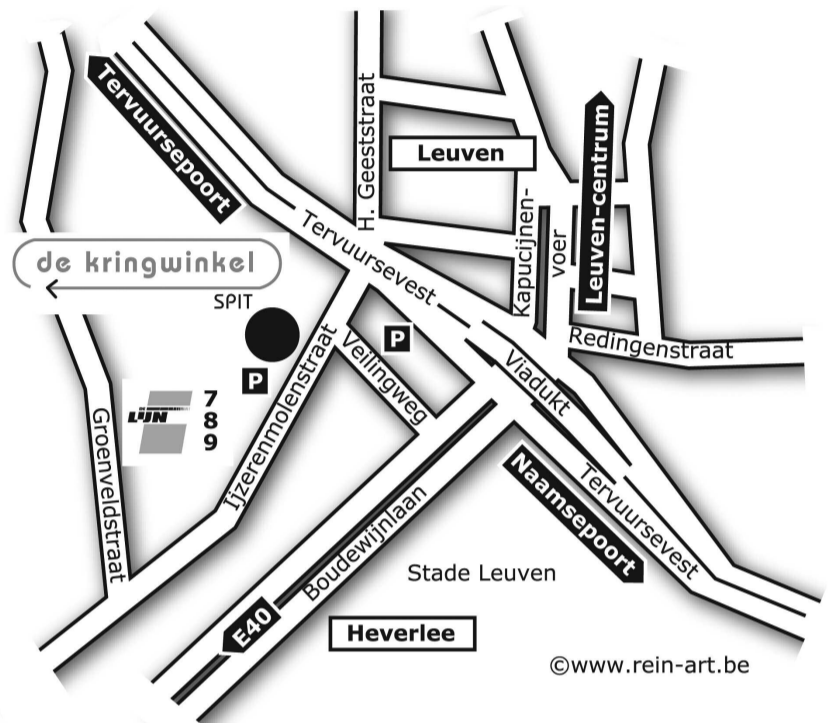 Tervuursepoort
H. Geeststraat
Leuven
Leuven-centrum
Kapucijnen-
voer
Tervuursevest
de kringwinkel
SPIT
P
P
Veilingweg
Viadukt
Redingenstraat
LIJN
7
8
9
Groenveldstraat
Ijzerenmolenstraat
Boudewijnlaan
Naamsepoort
Tervuursevest
Stade Leuven
E40
Heverlee
©www.rein-art.be